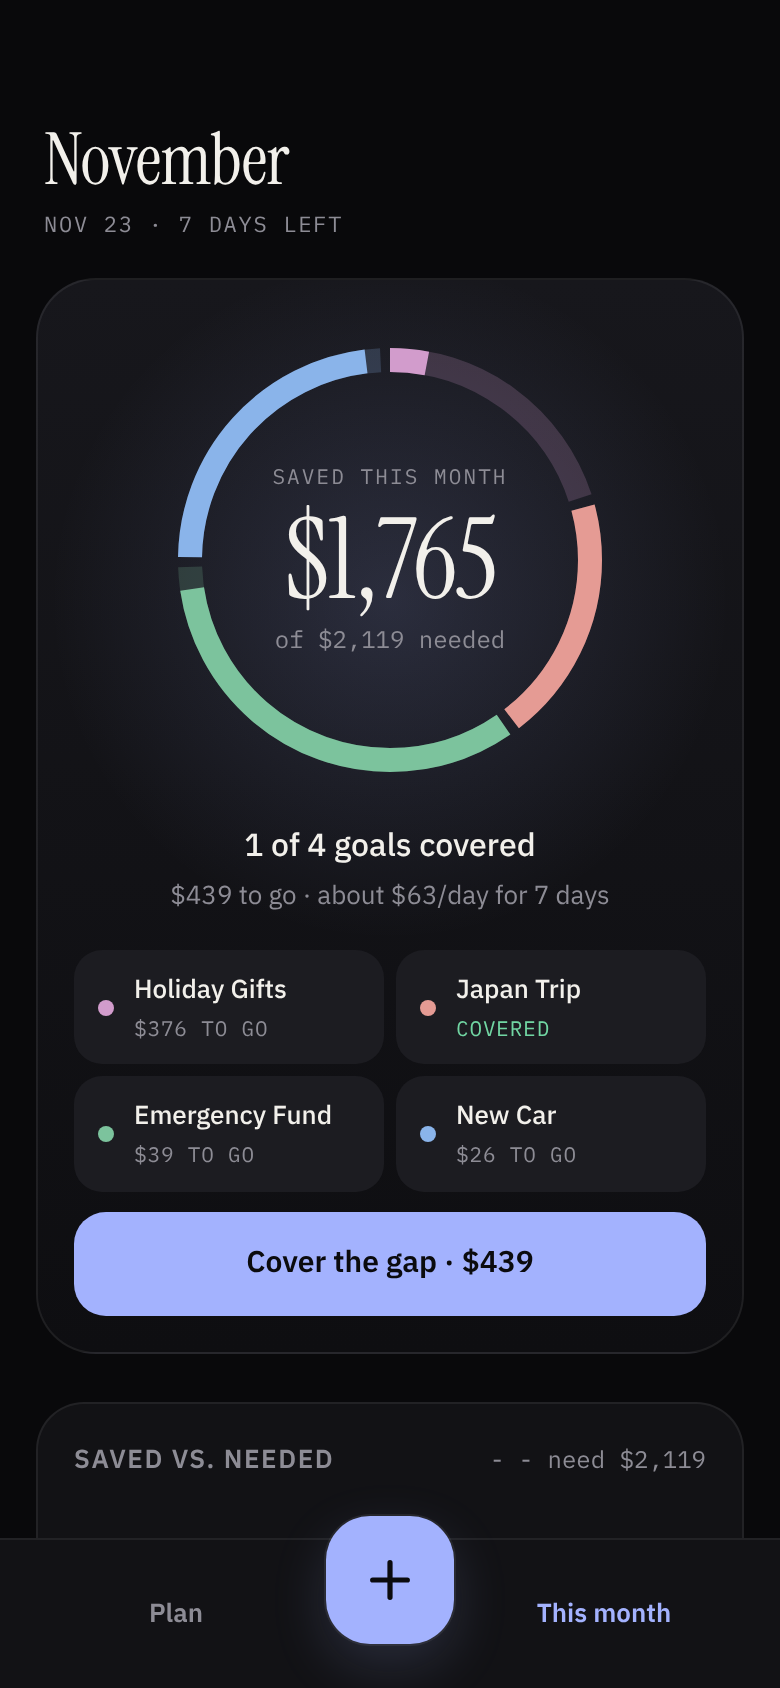 November
NOV 23 · 7 DAYS LEFT
SAVED THIS MONTH
$1,765
of $2,119 needed
1 of 4 goals covered
$439 to go · about $63/day for 7 days
Holiday Gifts
$376 TO GO
Japan Trip
COVERED
Emergency Fund
$39 TO GO
New Car
$26 TO GO
Cover the gap · $439
SAVED VS. NEEDED
- - need $2,119
+
Plan
This month